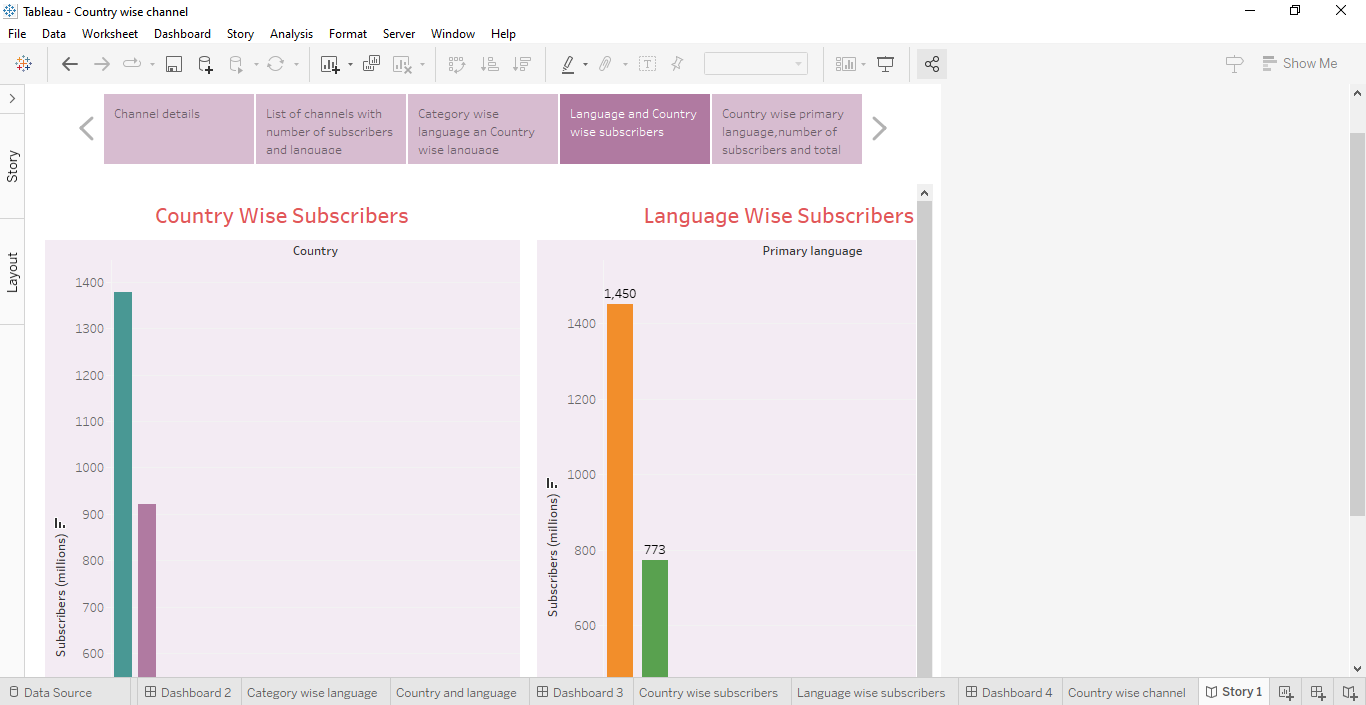 Tableau - Country wise channel
File Data Worksheet Dashboard Story Analysis Format Server Window Help
Show Me
Story
Layout
Channel details
List of channels with
number of subscribers
and language
Category wise
language an Country
wise language
Language and Country
wise subscribers
Country wise primary
language,number of
subscribers and total
Country Wise Subscribers
Country
Subscribers (millions)
1400
1300
1200
1100
1000
900
800
700
600
Language Wise Subscribers
Primary language
Subscribers (millions)
1400
1200
1000
800
600
1,450
773
Data Source
Dashboard 2
Category wise language
Country and language
Dashboard 3
Country wise subscribers
Language wise subscribers
Dashboard 4
Country wise channel
Story 1